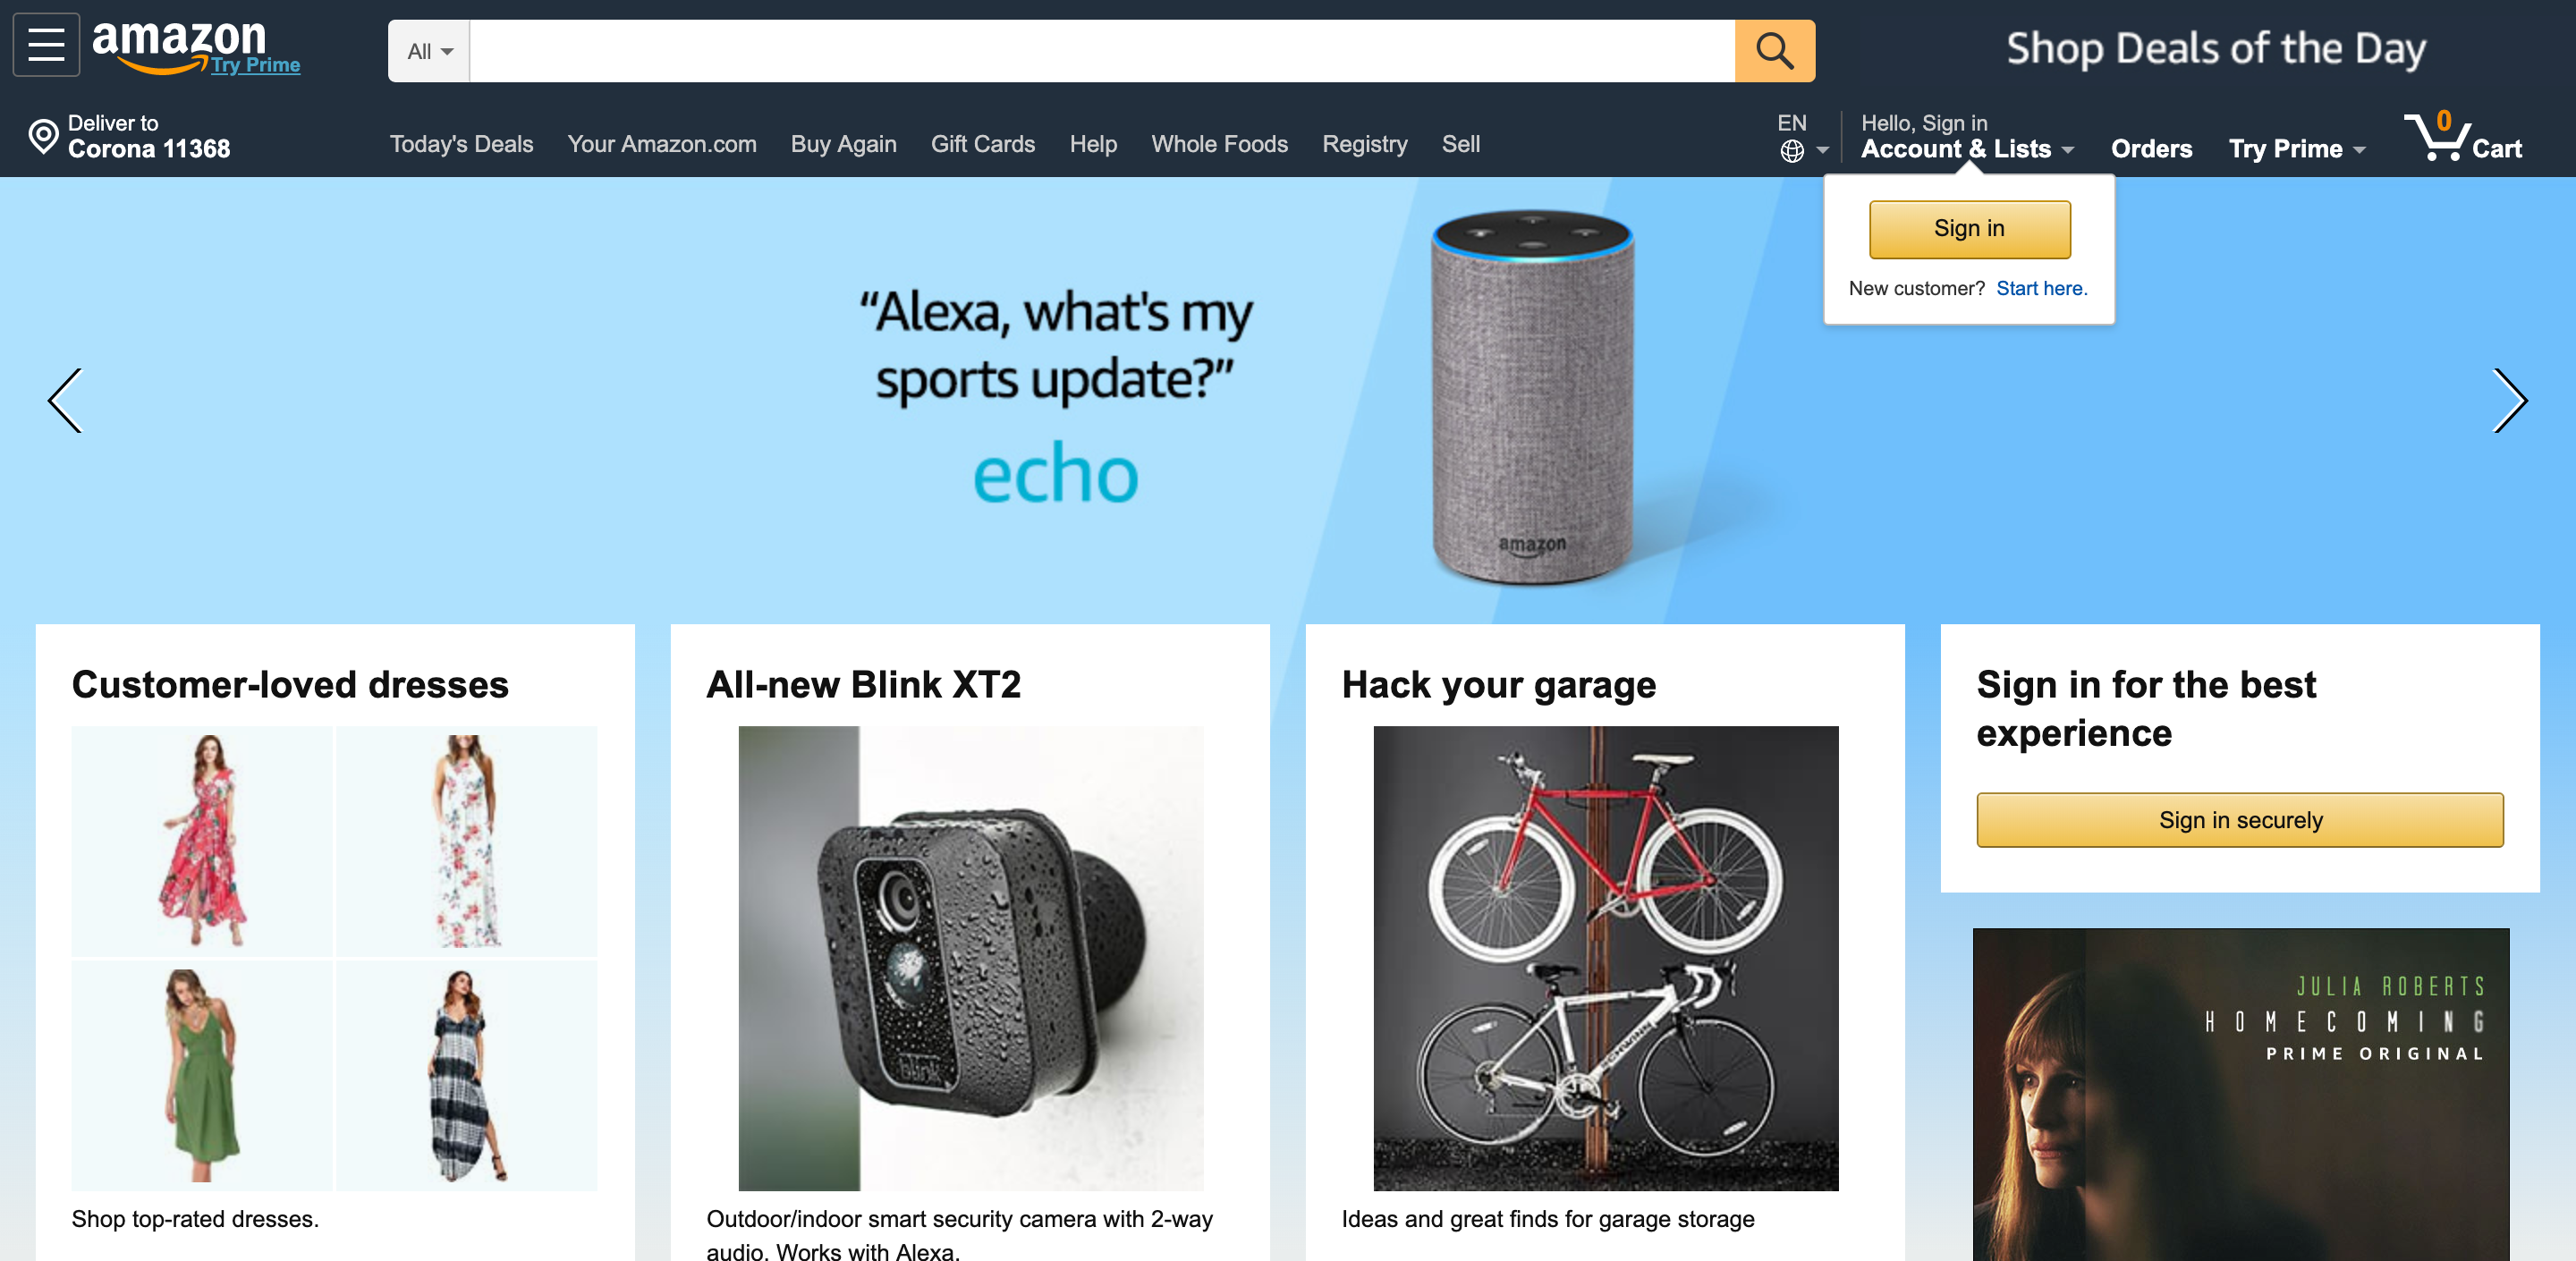 amazon
Try Prime
All
Shop Deals of the Day
Deliver to
Corona 11368
Today's Deals
Your Amazon.com
Buy Again
Gift Cards
Help
Whole Foods
Registry
Sell
EN
Hello, Sign in
Account & Lists
Orders
Try Prime
0
Cart
Sign in
New customer? Start here.
“Alexa, what's my
sports update?”
echo
amazon
Customer-loved dresses
Shop top-rated dresses.
All-new Blink XT2
blink
Outdoor/indoor smart security camera with 2-way
audio. Works with Alexa.
Hack your garage
SCHWINN
Ideas and great finds for garage storage
Sign in for the best
experience
Sign in securely
JULIA ROBERTS
HOMECOMING
PRIME ORIGINAL